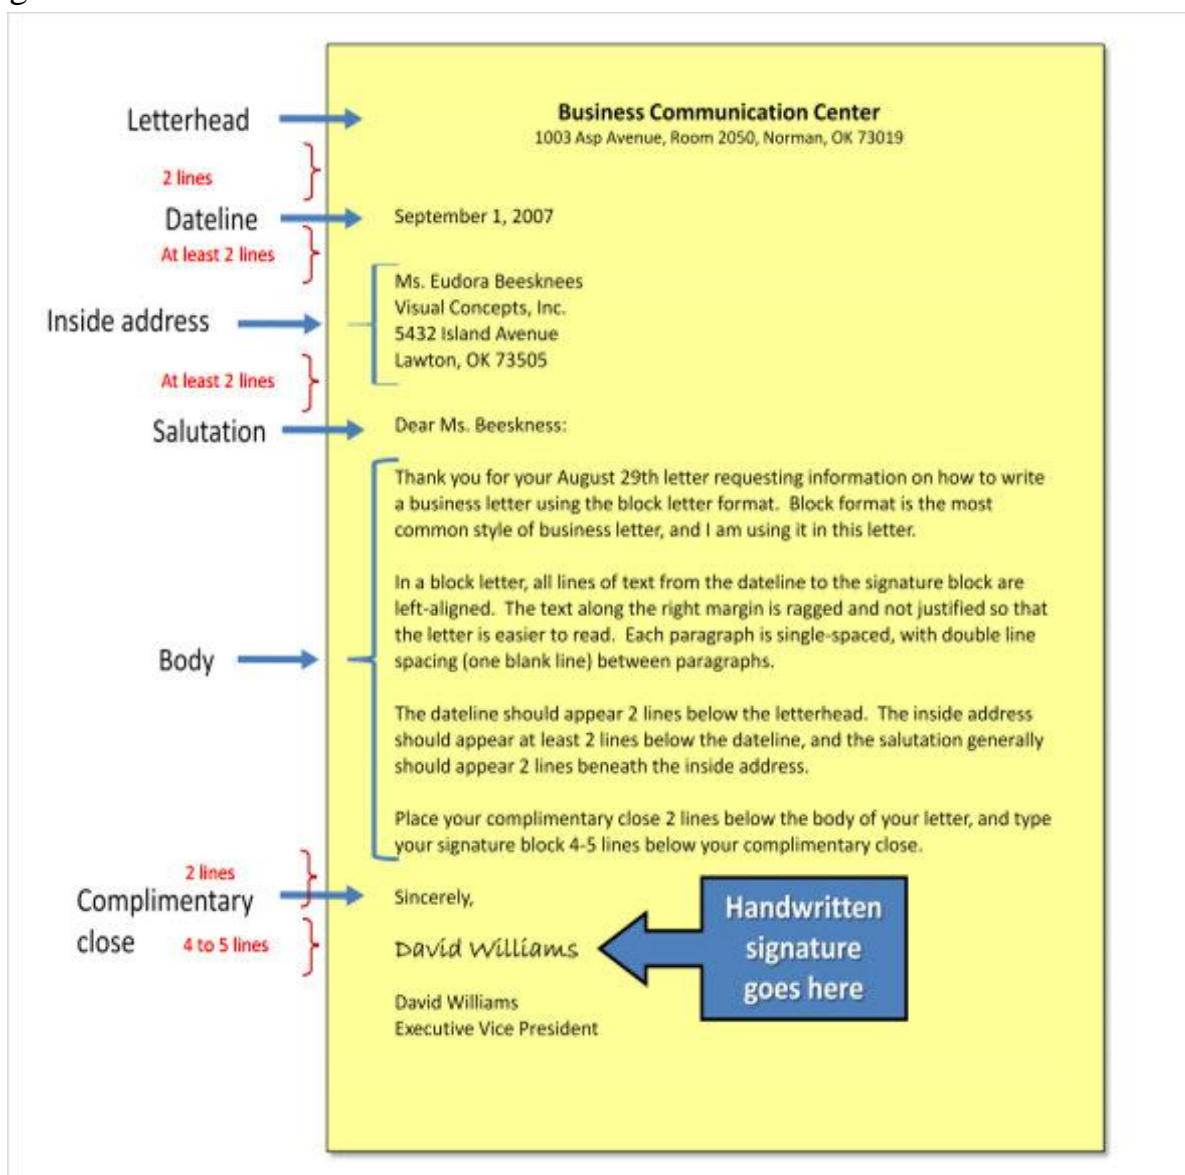 g
Letterhead
Business Communication Center
1003 Asp Avenue, Room 2050, Norman, OK 73019
2 lines
Dateline
September 1, 2007
At least 2 lines
Inside address
Ms. Eudora Beesknees
Visual Concepts, Inc.
5432 Island Avenue
Lawton, OK 73505
At least 2 lines
Salutation
Dear Ms. Beeskness:
Body
Thank you for your August 29th letter requesting information on how to write
a business letter using the block letter format.  Block format is the most
common style of business letter, and I am using it in this letter.
In a block letter, all lines of text from the dateline to the signature block are
left-aligned.  The text along the right margin is ragged and not justified so that
the letter is easier to read.  Each paragraph is single-spaced, with double line
spacing (one blank line) between paragraphs.
The dateline should appear 2 lines below the letterhead.  The inside address
should appear at least 2 lines below the dateline, and the salutation generally
should appear 2 lines beneath the inside address.
Place your complimentary close 2 lines below the body of your letter, and type
your signature block 4-5 lines below your complimentary close.
2 lines
Complimentary
close
Sincerely,
4 to 5 lines
David Williams
Handwritten
signature
goes here
David Williams
Executive Vice President